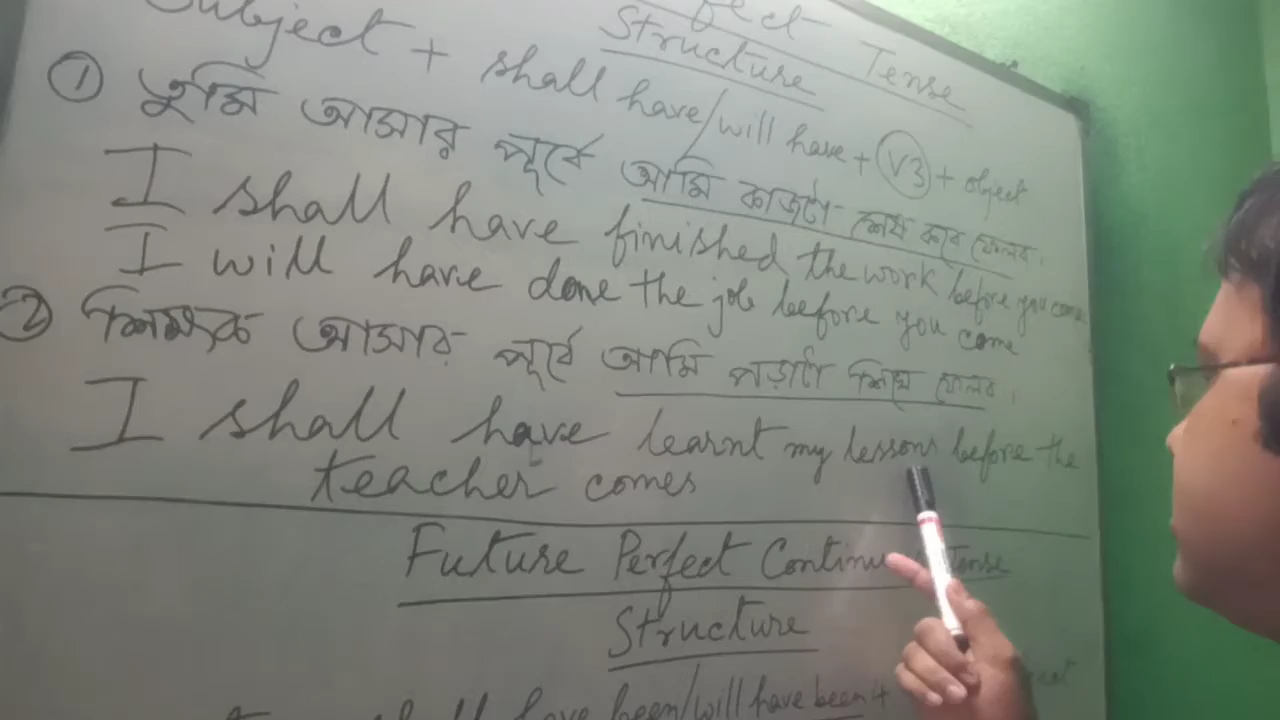 Tense
Structure
Subject + shall have/will have + V3 + object
① তুমি আসার পূর্বে আমি কাজটা শেষ করে ফেলব।
I shall have finished the work before you come
I will have done the job before you come
② শিক্ষক আসার পূর্বে আমি পড়াটা শিখে ফেলব।
I shall have learnt my lessons before the
teacher comes
Future Perfect Tense
Structure
have been/will have been +